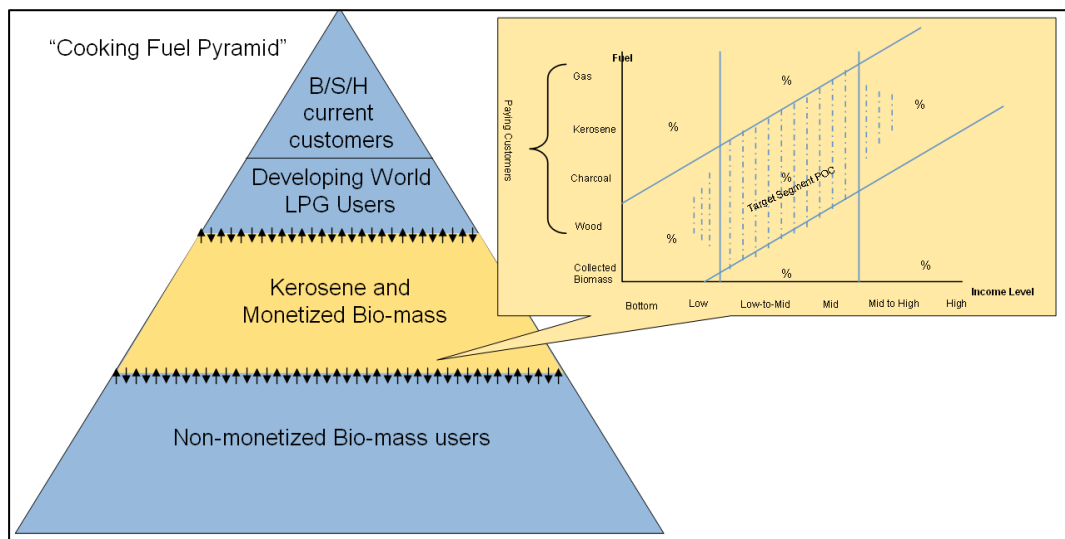 “Cooking Fuel Pyramid”
B/S/H
current
customers
Developing World
LPG Users
Kerosene and
Monetized Bio-mass
Non-monetized Bio-mass users
Fuel
Paying Customers
Gas
Kerosene
Charcoal
Wood
Collected
Biomass
%
%
%
%
%
%
%
Target Segment POC
Income Level
Bottom
Low
Low-to-Mid
Mid
Mid to High
High